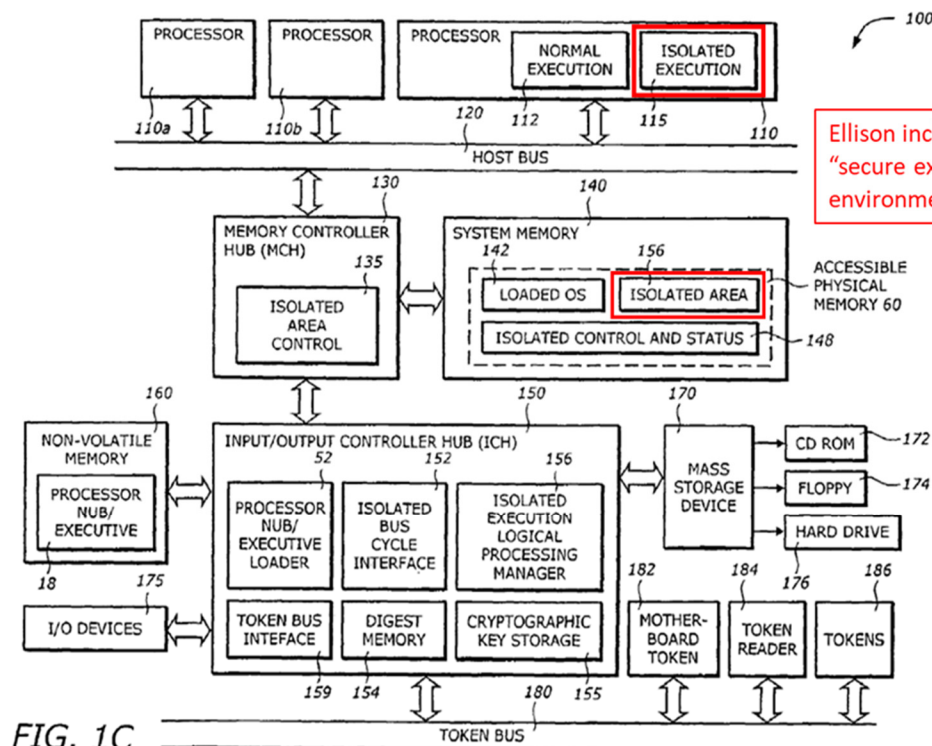 100
PROCESSOR
PROCESSOR
PROCESSOR
NORMAL
EXECUTION
ISOLATED
EXECUTION
110a
110b
120
112
115
110
HOST BUS
Ellison inc
“secure ex
environme
130
140
MEMORY CONTROLLER
HUB (MCH)
135
ISOLATED
AREA
CONTROL
SYSTEM MEMORY
142
156
LOADED OS
ISOLATED AREA
ACCESSIBLE
PHYSICAL
MEMORY 60
ISOLATED CONTROL AND STATUS
148
160
150
170
NON-VOLATILE
MEMORY
PROCESSOR
NUB/
EXECUTIVE
18
INPUT/OUTPUT CONTROLLER HUB (ICH)
52
152
156
PROCESSOR
NUB/
EXECUTIVE
LOADER
ISOLATED
BUS
CYCLE
INTERFACE
ISOLATED
EXECUTION
LOGICAL
PROCESSING
MANAGER
MASS
STORAGE
DEVICE
CD ROM
172
FLOPPY
174
HARD DRIVE
176
175
I/O DEVICES
TOKEN BUS
INTEFACE
DIGEST
MEMORY
CRYPTOGRAPHIC
KEY STORAGE
159
154
155
182
184
186
MOTHER-
BOARD
TOKEN
TOKEN
READER
TOKENS
180
TOKEN BUS
FIG. 1C